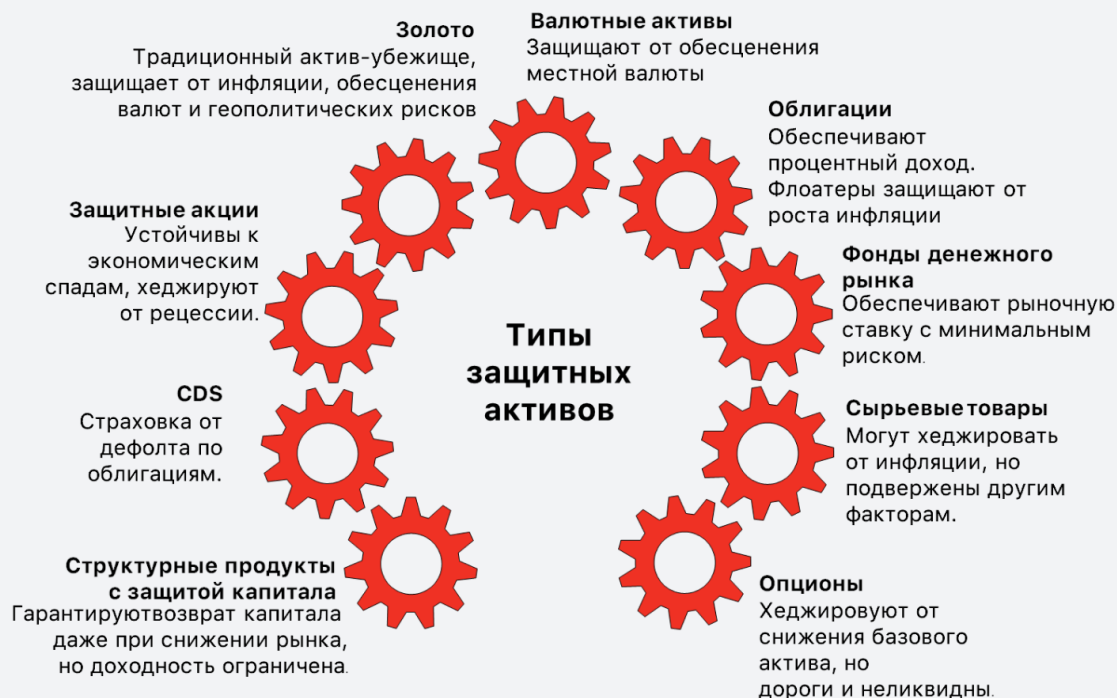 Золото
Традиционный актив-убежище,
защищает от инфляции, обесценения
валют и геополитических рисков
Валютные активы
Защищают от обесценения
местной валюты
Облигации
Обеспечивают
процентный доход.
Флоатеры защищают от
роста инфляции
Защитные акции
Устойчивы к
экономическим
спадам, хеджируют
от рецессии.
Фонды денежного
рынка
Обеспечивают рыночную
ставку с минимальным
риском.
Типы
защитных
активов
CDS
Страховка от
дефолта по
облигациям.
Сырьевые товары
Могут хеджировать
от инфляции, но
подвержены другим
факторам.
Структурные продукты
с защитой капитала
Гарантируютвозврат капитала
даже при снижении рынка,
но доходность ограничена.
Опционы
Хеджировуют от
снижения базового
актива, но
дороги и неликвидны.